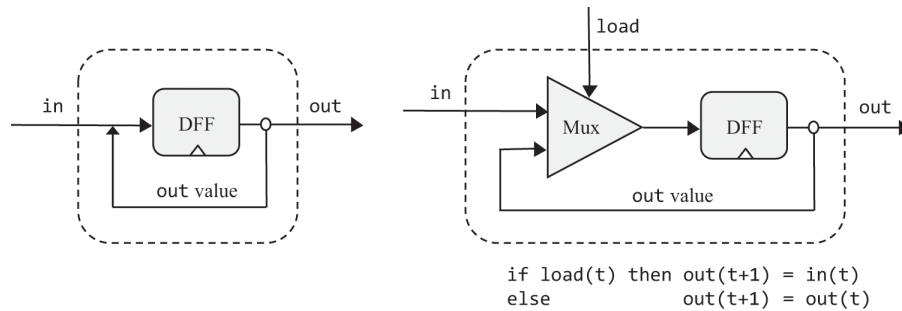 in
DFF
out
out value
load
in
Mux
DFF
out
out value
if load(t) then out(t+1) = in(t)
else out(t+1) = out(t)